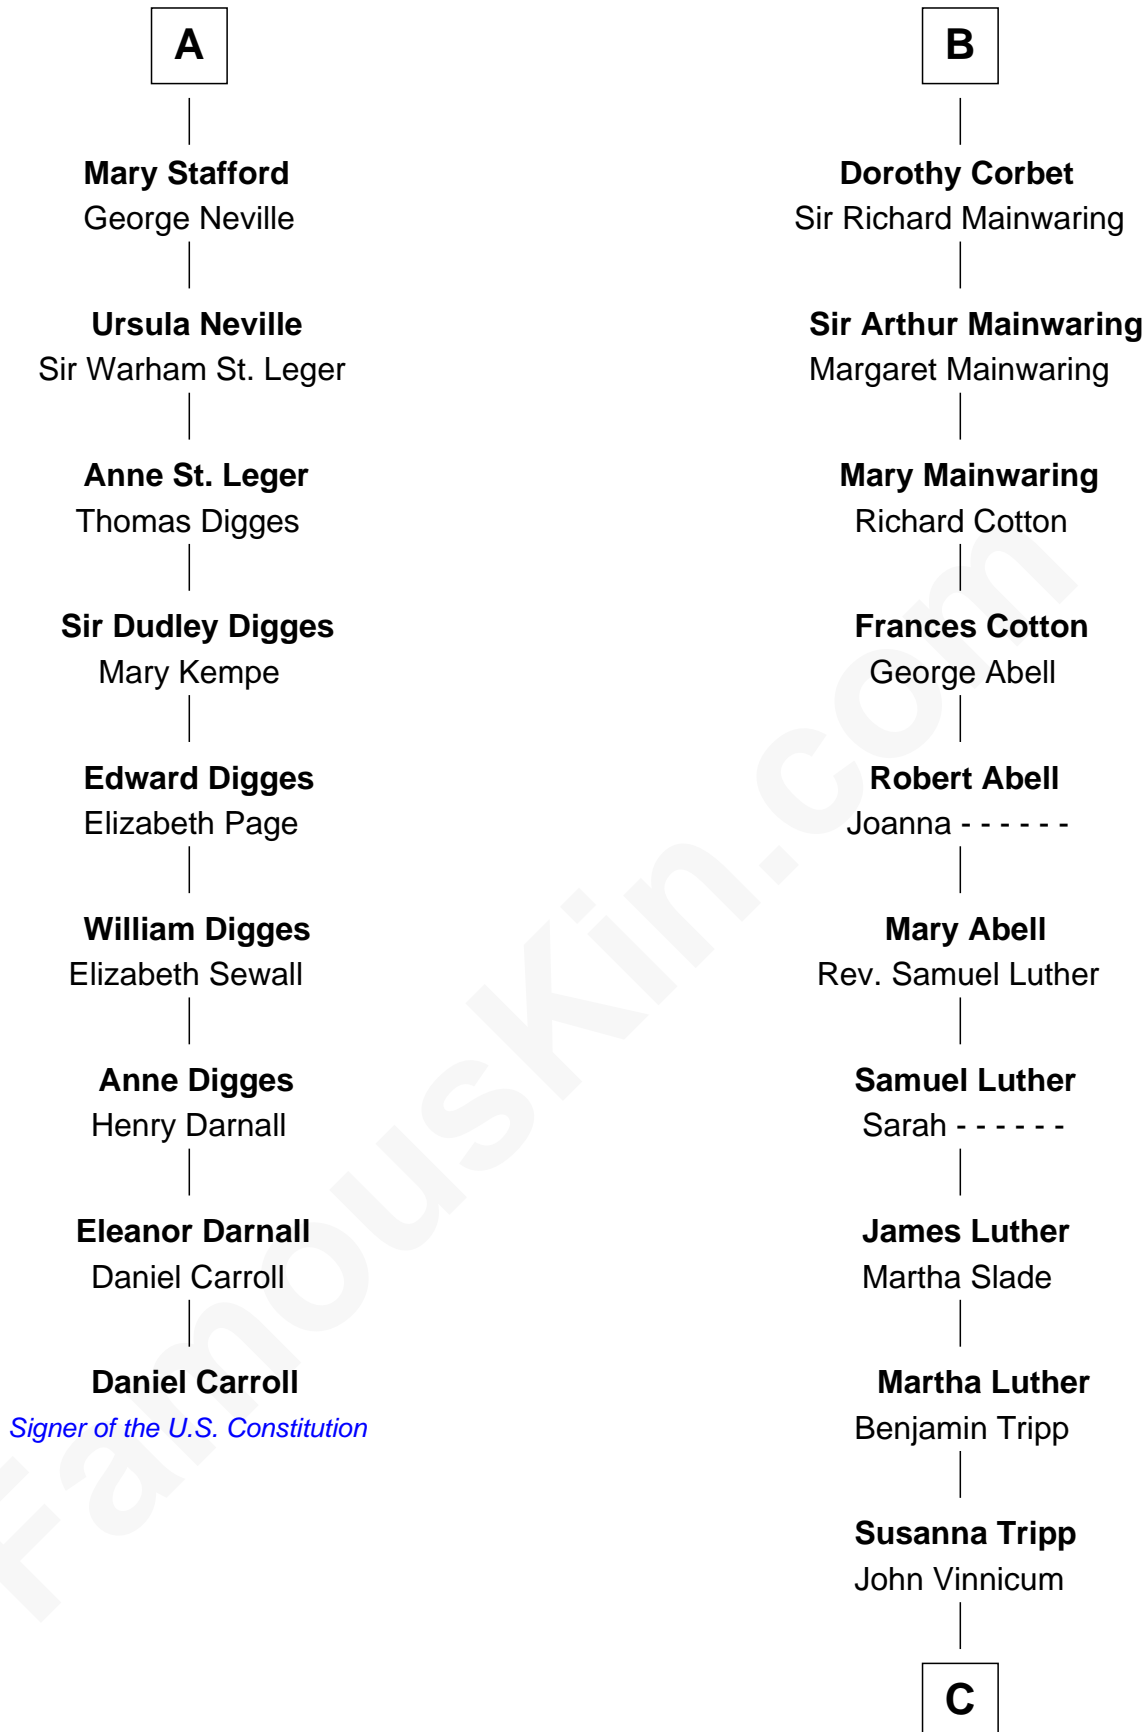 A
Mary Stafford
George Neville
Ursula Neville
Sir Warham St. Leger
Anne St. Leger
Thomas Digges
Sir Dudley Digges
Mary Kempe
Edward Digges
Elizabeth Page
William Digges
Elizabeth Sewall
Anne Digges
Henry Darnall
Eleanor Darnall
Daniel Carroll
Daniel Carroll
Signer of the U.S. Constitution
B
Dorothy Corbet
Sir Richard Mainwaring
Sir Arthur Mainwaring
Margaret Mainwaring
Mary Mainwaring
Richard Cotton
Frances Cotton
George Abell
Robert Abell
Joanna - - - - - -
Mary Abell
Rev. Samuel Luther
Samuel Luther
Sarah - - - - - -
James Luther
Martha Slade
Martha Luther
Benjamin Tripp
Susanna Tripp
John Vinnicum
C
FamousKin.com